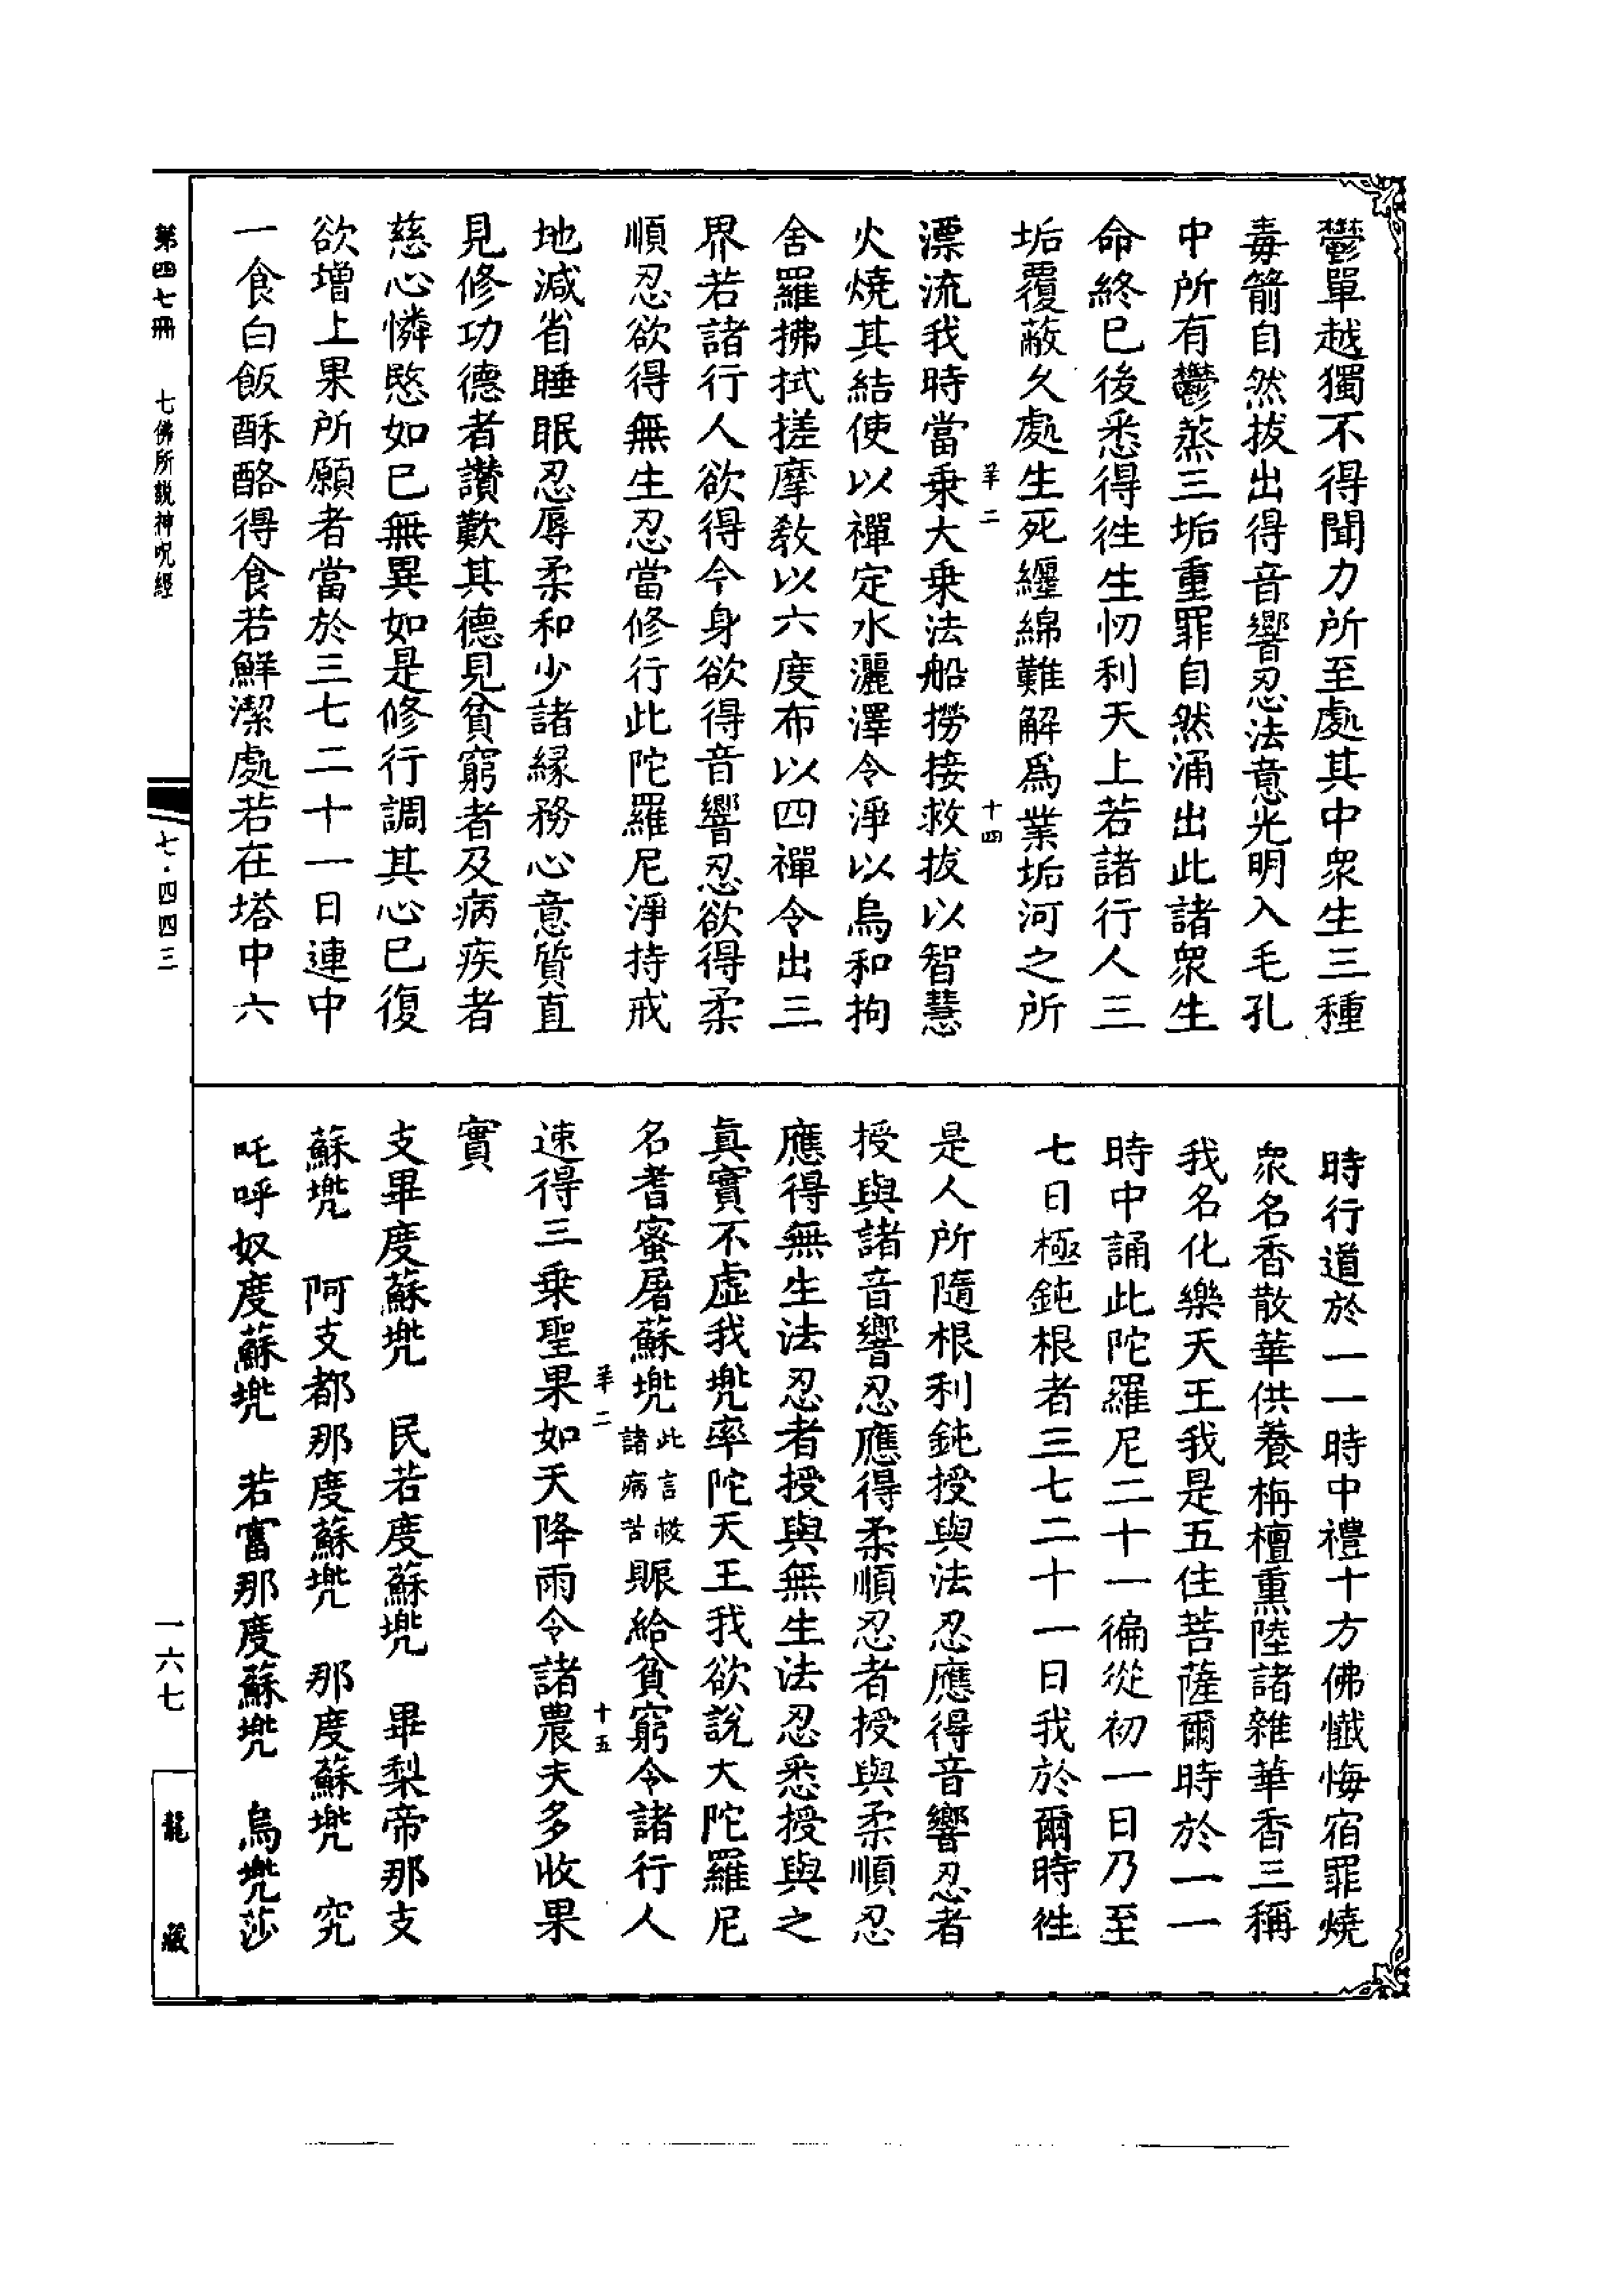 鬱單越獨不得聞力所至處其中衆生三種
毒箭自然拔出得音響忍法意光明入毛孔
中所有鬱蒸三垢重罪自然涌出此諸衆生
命終已後悉得徃生忉利天上若諸行人三
垢覆蔽久處生死纏綿難解爲業垢河之所
羊二 十四
漂流我時當乗大乗法船撈接救拔以智慧
火燒其結使以禪定水灑澤令淨以烏和拘
舍羅拂拭搓摩教以六度布以四禪令出三
界若諸行人欲得今身欲得音響忍欲得柔
順忍欲得無生忍當修行此陀羅尼淨持戒
地減省睡眠忍辱柔和少諸緣務心意質直
見修功德者讃歎其德見貧窮者及病疾者
慈心憐愍如已無異如是修行調其心已復
欲增上果所願者當於三七二十一日連中
一食白飯酥酪得食若鮮潔處若在塔中六
時行道於一一時中禮十方佛懺悔宿罪燒
衆名香散華供養栴檀熏陸諸雜華香三稱
我名化樂天王我是五住菩薩爾時於一一
時中誦此陀羅尼二十一徧從初一日乃至
七日極鈍根者三七二十一日我於爾時徃
是人所隨根利鈍授與法忍應得音響忍者
授與諸音響忍應得柔順忍者授與柔順忍
應得無生法忍者授與無生法忍悉授與之
真實不虛我兠率陀天王我欲說大陀羅尼
名耆蜜屠蘇兠此言救諸病苦賑給貧窮令諸行人
羊二 十五
速得三乗聖果如天降雨令諸農夫多收果
實
支畢度蘇兠 民若度蘇兠 畢梨帝那支
蘇兠 阿支都那度蘇兠 那度蘇兠 究
吒呼奴度蘇兠 若富那度蘇兠 烏兠莎
第四七冊 七佛所説神呪經
七·四四三
一六七
龍藏